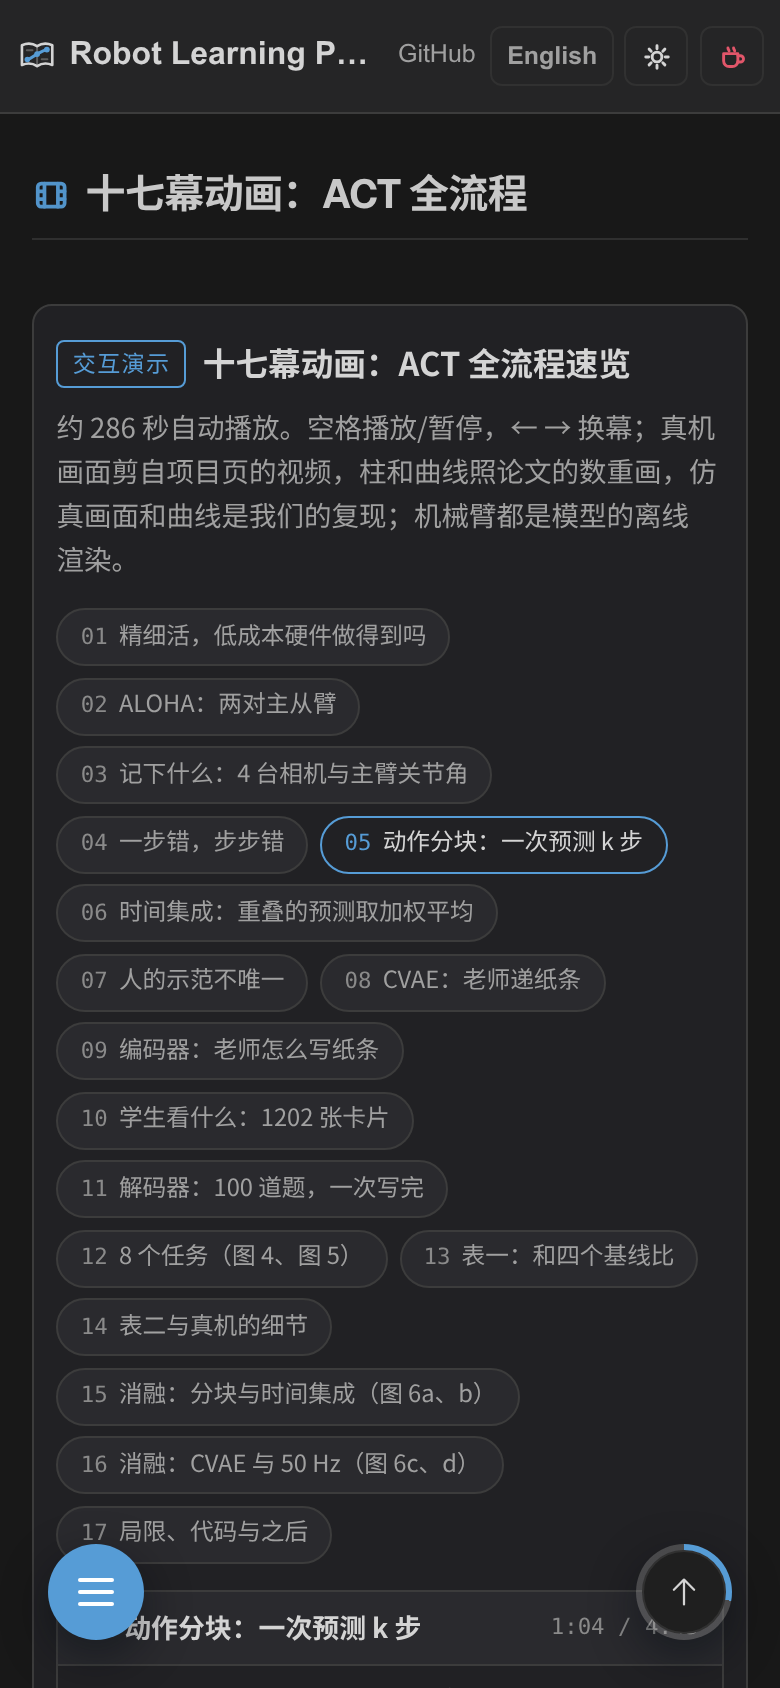 Robot Learning P...
GitHub
English
十七幕动画：ACT 全流程
交互演示 十七幕动画：ACT 全流程速览
约 286 秒自动播放。空格播放/暂停，← → 换幕；真机
画面剪自项目页的视频，柱和曲线照论文的数重画，仿
真画面和曲线是我们的复现；机械臂都是模型的离线
渲染。
01 精细活，低成本硬件做得到吗
02 ALOHA：两对主从臂
03 记下什么：4 台相机与主臂关节角
04 一步错，步步错
05 动作分块：一次预测 k 步
06 时间集成：重叠的预测取加权平均
07 人的示范不唯一
08 CVAE：老师递纸条
09 编码器：老师怎么写纸条
10 学生看什么：1202 张卡片
11 解码器：100 道题，一次写完
12 8 个任务（图 4、图 5）
13 表一：和四个基线比
14 表二与真机的细节
15 消融：分块与时间集成（图 6a、b）
16 消融：CVAE 与 50 Hz（图 6c、d）
17 局限、代码与之后
动作分块：一次预测 k 步
1:04 /